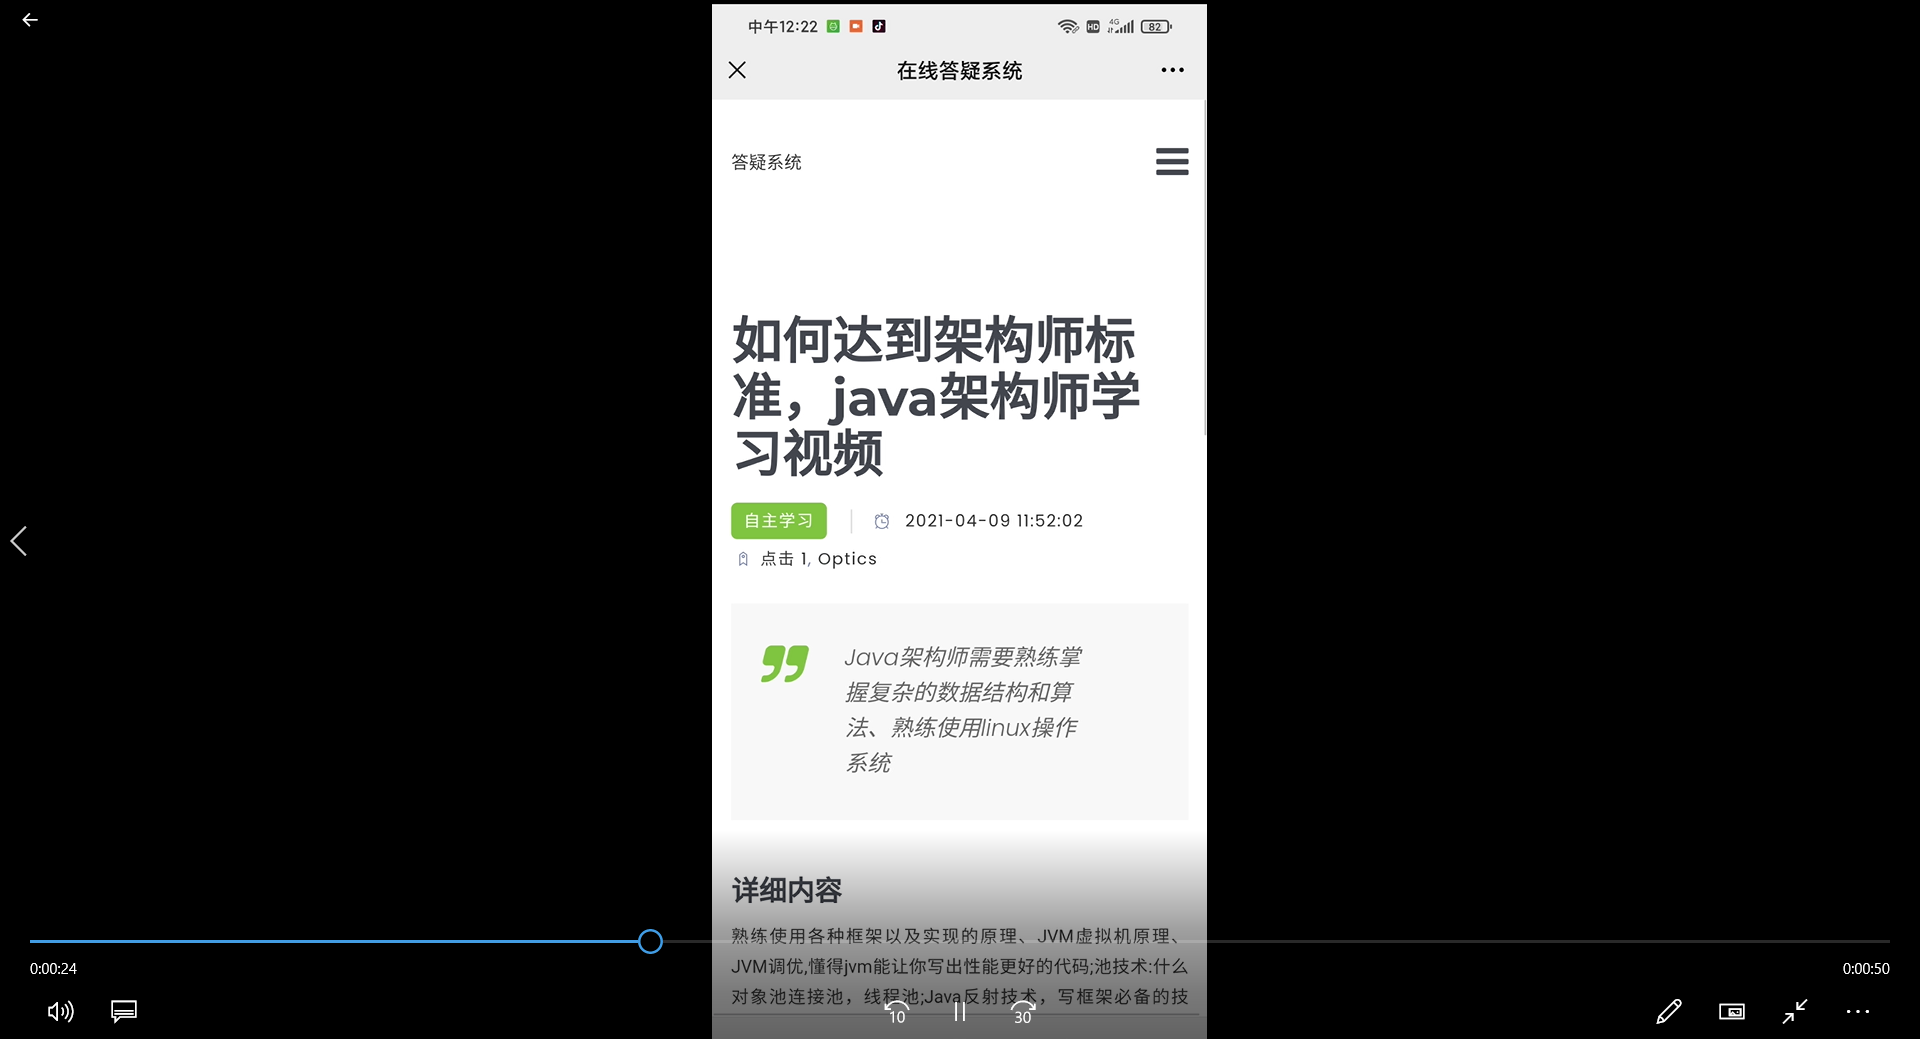 中午12:22
HD 4G 82
在线答疑系统
答疑系统
如何达到架构师标
准，java架构师学
习视频
自主学习 2021-04-09 11:52:02
点击 1, Optics
Java架构师需要熟练掌
握复杂的数据结构和算
法、熟练使用linux操作
系统
详细内容
熟练使用各种框架以及实现的原理、JVM虚拟机原理、
JVM调优,懂得jvm能让你写出性能更好的代码;池技术:什么
对象池连接池，线程池;Java反射技术，写框架必备的技
0:00:24 0:00:50
10 30